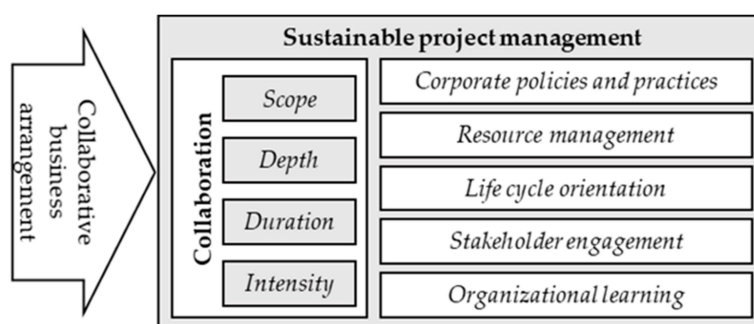 Collaborative
business
arrangement
Sustainable project management
Collaboration
Scope
Depth
Duration
Intensity
Corporate policies and practices
Resource management
Life cycle orientation
Stakeholder engagement
Organizational learning